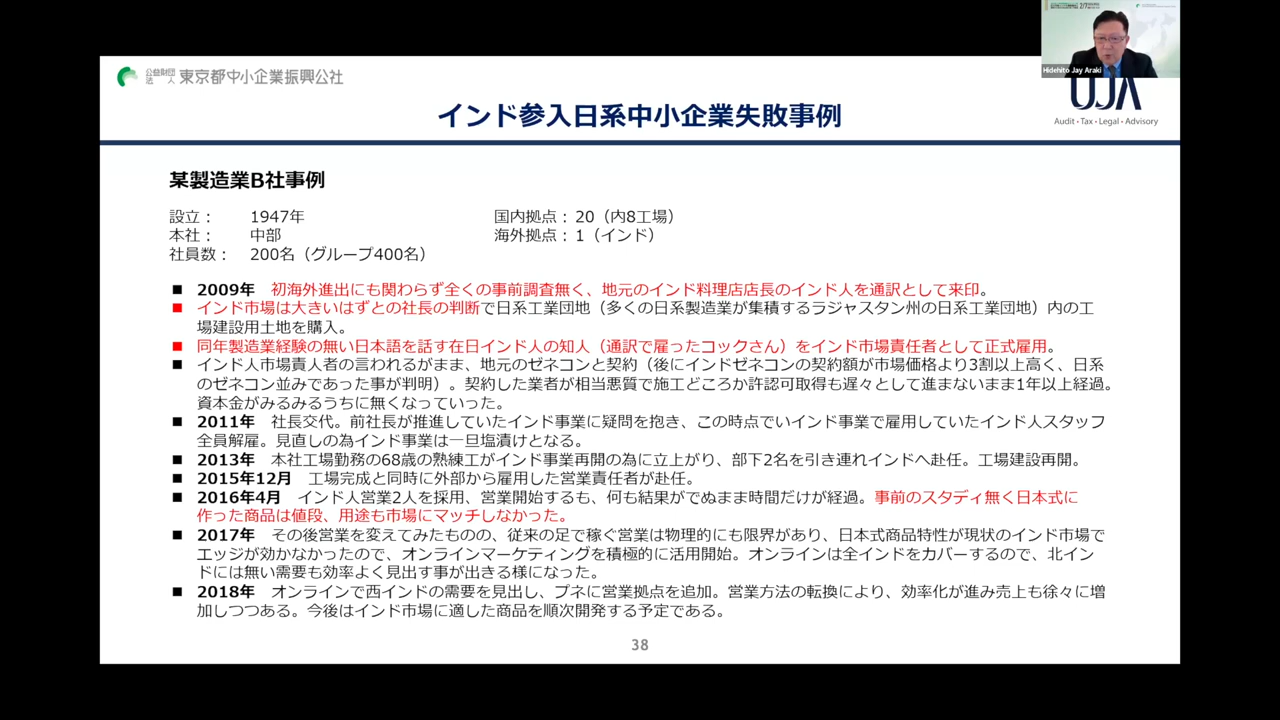 公益財団法人 東京都中小企業振興公社
Hidehito Jay Araki
UJA
Audit・Tax・Legal・Advisory
インド参入日系中小企業失敗事例
某製造業B社事例
設立： 1947年 国内拠点：20（内8工場）
本社： 中部 海外拠点：1（インド）
社員数： 200名（グループ400名）
■ 2009年 初海外進出にも関わらず全くの事前調査無く、地元のインド料理店店長のインド人を通訳として来印。
■ インド市場は大きいはずとの社長の判断で日系工業団地（多くの日系製造業が集積するラジャスタン州の日系工業団地）内の工
場建設用土地を購入。
■ 同年製造業経験の無い日本語を話す在日インド人の知人（通訳で雇ったコックさん）をインド市場責任者として正式雇用。
■ インド人市場責人者の言われるがまま、地元のゼネコンと契約（後にインドゼネコンの契約額が市場価格より3割以上高く、日系
のゼネコン並みであった事が判明）。契約した業者が相当悪質で施工どころか許認可取得も遅々として進まないまま1年以上経過。
資本金がみるみるうちに無くなっていった。
■ 2011年 社長交代。前社長が推進していたインド事業に疑問を抱き、この時点でいインド事業で雇用していたインド人スタッフ
全員解雇。見直しの為インド事業は一旦塩漬けとなる。
■ 2013年 本社工場勤務の68歳の熟練工がインド事業再開の為に立上がり、部下2名を引き連れインドへ赴任。工場建設再開。
■ 2015年12月 工場完成と同時に外部から雇用した営業責任者が赴任。
■ 2016年4月 インド人営業2人を採用、営業開始するも、何も結果がでぬまま時間だけが経過。事前のスタディ無く日本式に
作った商品は値段、用途も市場にマッチしなかった。
■ 2017年 その後営業を変えてみたものの、従来の足で稼ぐ営業は物理的にも限界があり、日本式商品特性が現状のインド市場で
エッジが効かなかったので、オンラインマーケティングを積極的に活用開始。オンラインは全インドをカバーするので、北イン
ドには無い需要も効率よく見出す事が出きる様になった。
■ 2018年 オンラインで西インドの需要を見出し、プネに営業拠点を追加。営業方法の転換により、効率化が進み売上も徐々に増
加しつつある。今後はインド市場に適した商品を順次開発する予定である。
38